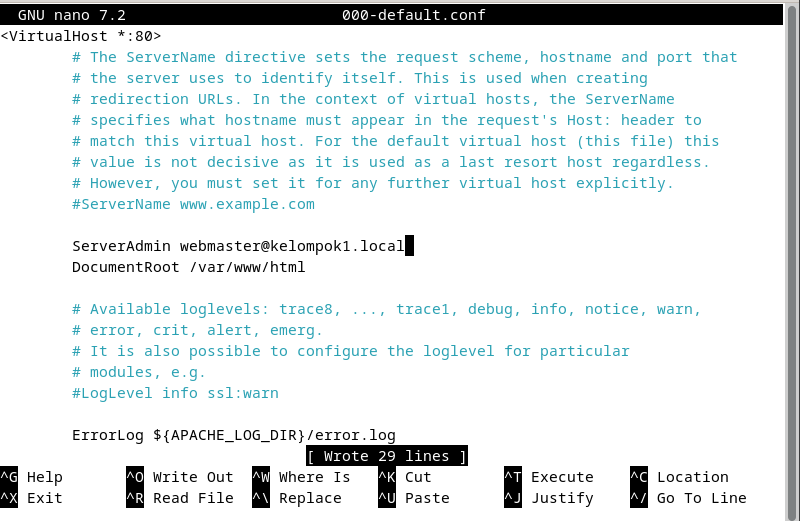 GNU nano 7.2 000-default.conf
<VirtualHost *:80>
# The ServerName directive sets the request scheme, hostname and port that
# the server uses to identify itself. This is used when creating
# redirection URLs. In the context of virtual hosts, the ServerName
# specifies what hostname must appear in the request's Host: header to
# match this virtual host. For the default virtual host (this file) this
# value is not decisive as it is used as a last resort host regardless.
# However, you must set it for any further virtual host explicitly.
#ServerName www.example.com
ServerAdmin webmaster@kelompok1.local
DocumentRoot /var/www/html
# Available loglevels: trace8, ..., trace1, debug, info, notice, warn,
# error, crit, alert, emerg.
# It is also possible to configure the loglevel for particular
# modules, e.g.
#LogLevel info ssl:warn
ErrorLog ${APACHE_LOG_DIR}/error.log
[ Wrote 29 lines ]
^G Help ^O Write Out ^W Where Is ^K Cut ^T Execute ^C Location
^X Exit ^R Read File ^\ Replace ^U Paste ^J Justify ^/ Go To Line